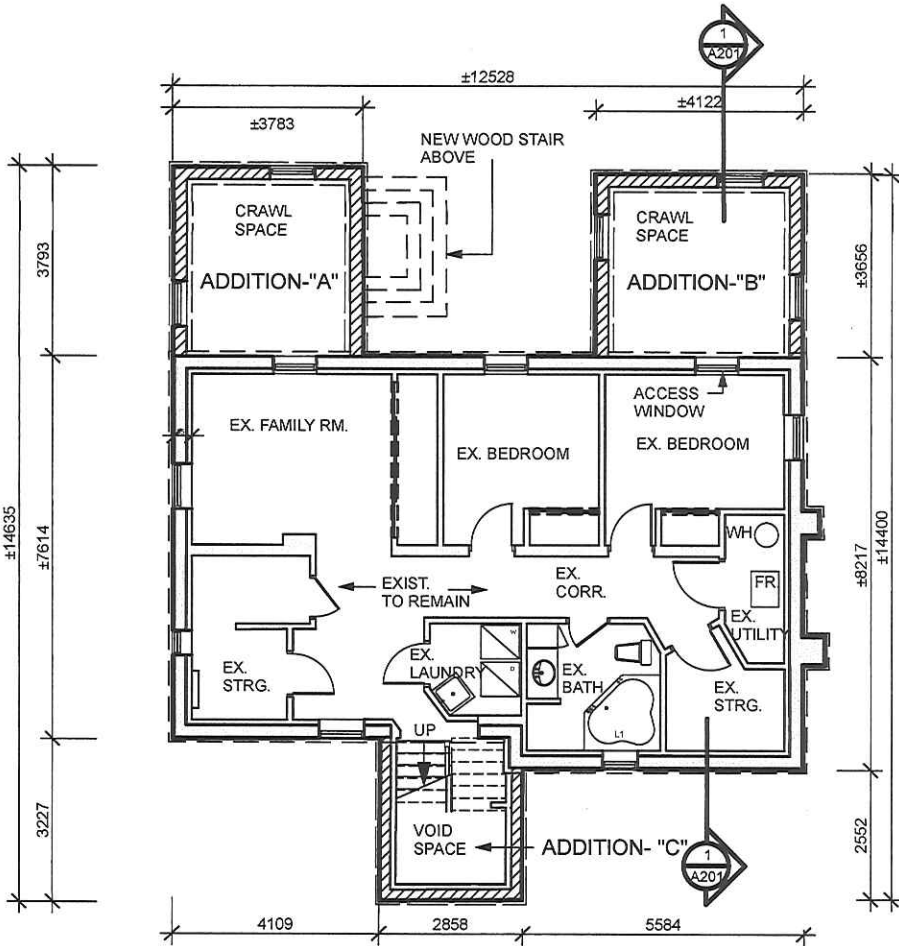 1
A201
±12528
±4122
±3783
NEW WOOD STAIR
ABOVE
CRAWL
SPACE
ADDITION-"A"
CRAWL
SPACE
ADDITION-"B"
3793
±3656
ACCESS
WINDOW
EX. FAMILY RM.
EX. BEDROOM
EX. BEDROOM
±14635
±7614
±8217
±14400
WH
FR.
EX.
UTILITY
EXIST.
TO REMAIN
EX.
CORR.
EX.
STRG.
EX.
LAUNDRY
W
D
EX.
BATH
L1
EX.
STRG.
UP
VOID
SPACE
ADDITION- "C"
3227
2552
1
A201
4109
2858
5584